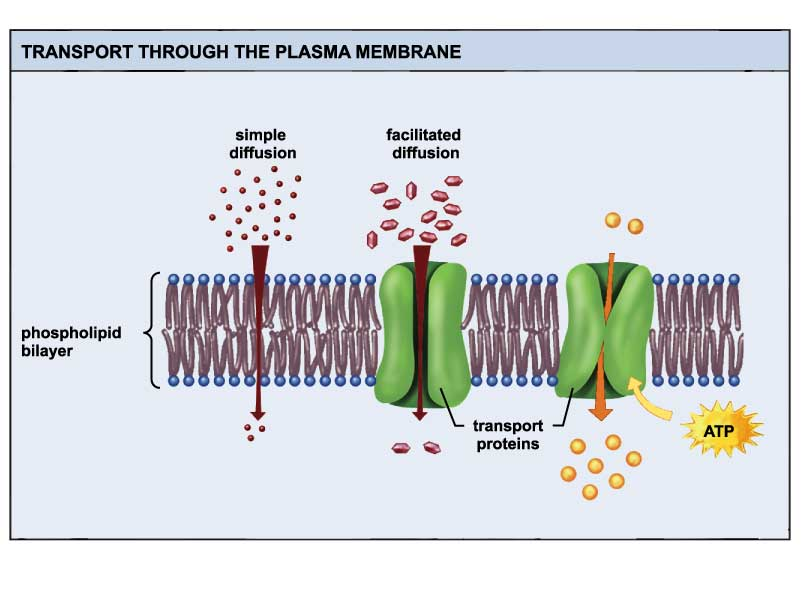 TRANSPORT THROUGH THE PLASMA MEMBRANE
simple
diffusion
facilitated
diffusion
phospholipid
bilayer
transport
proteins
ATP